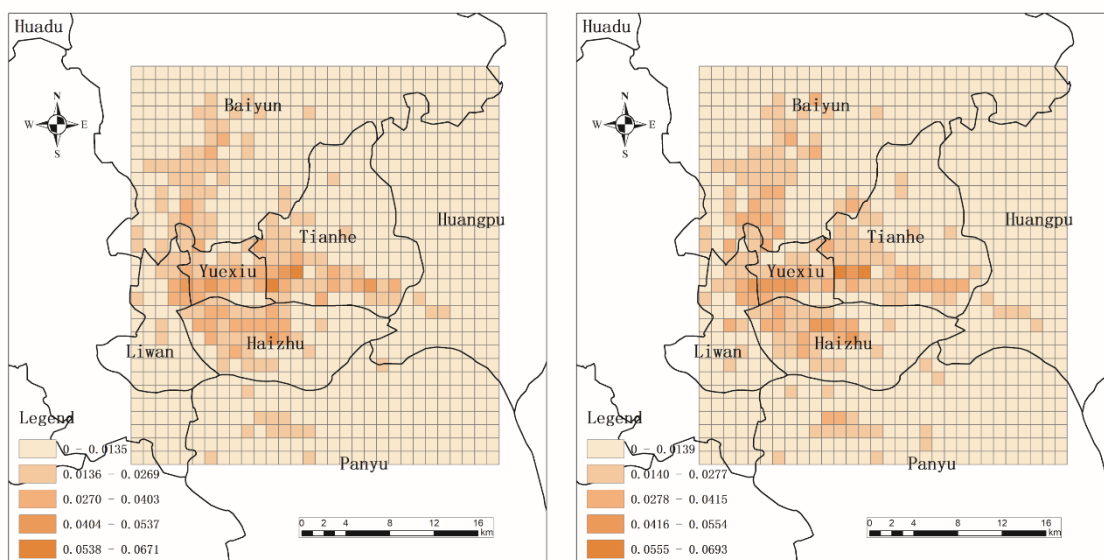 Huadu
N
W E
S
Baiyun
Huangpu
Tianhe
Yuexiu
Haizhu
Liwan
Legend
0 - 0.0135
0.0136 - 0.0269
0.0270 - 0.0403
0.0404 - 0.0537
0.0538 - 0.0671
Panyu
0 2 4 8 12 16
km
Huadu
N
W E
S
Baiyun
Huangpu
Tianhe
Yuexiu
Haizhu
Liwan
Legend
0 - 0.0139
0.0140 - 0.0277
0.0278 - 0.0415
0.0416 - 0.0554
0.0555 - 0.0693
Panyu
0 2 4 8 12 16
km